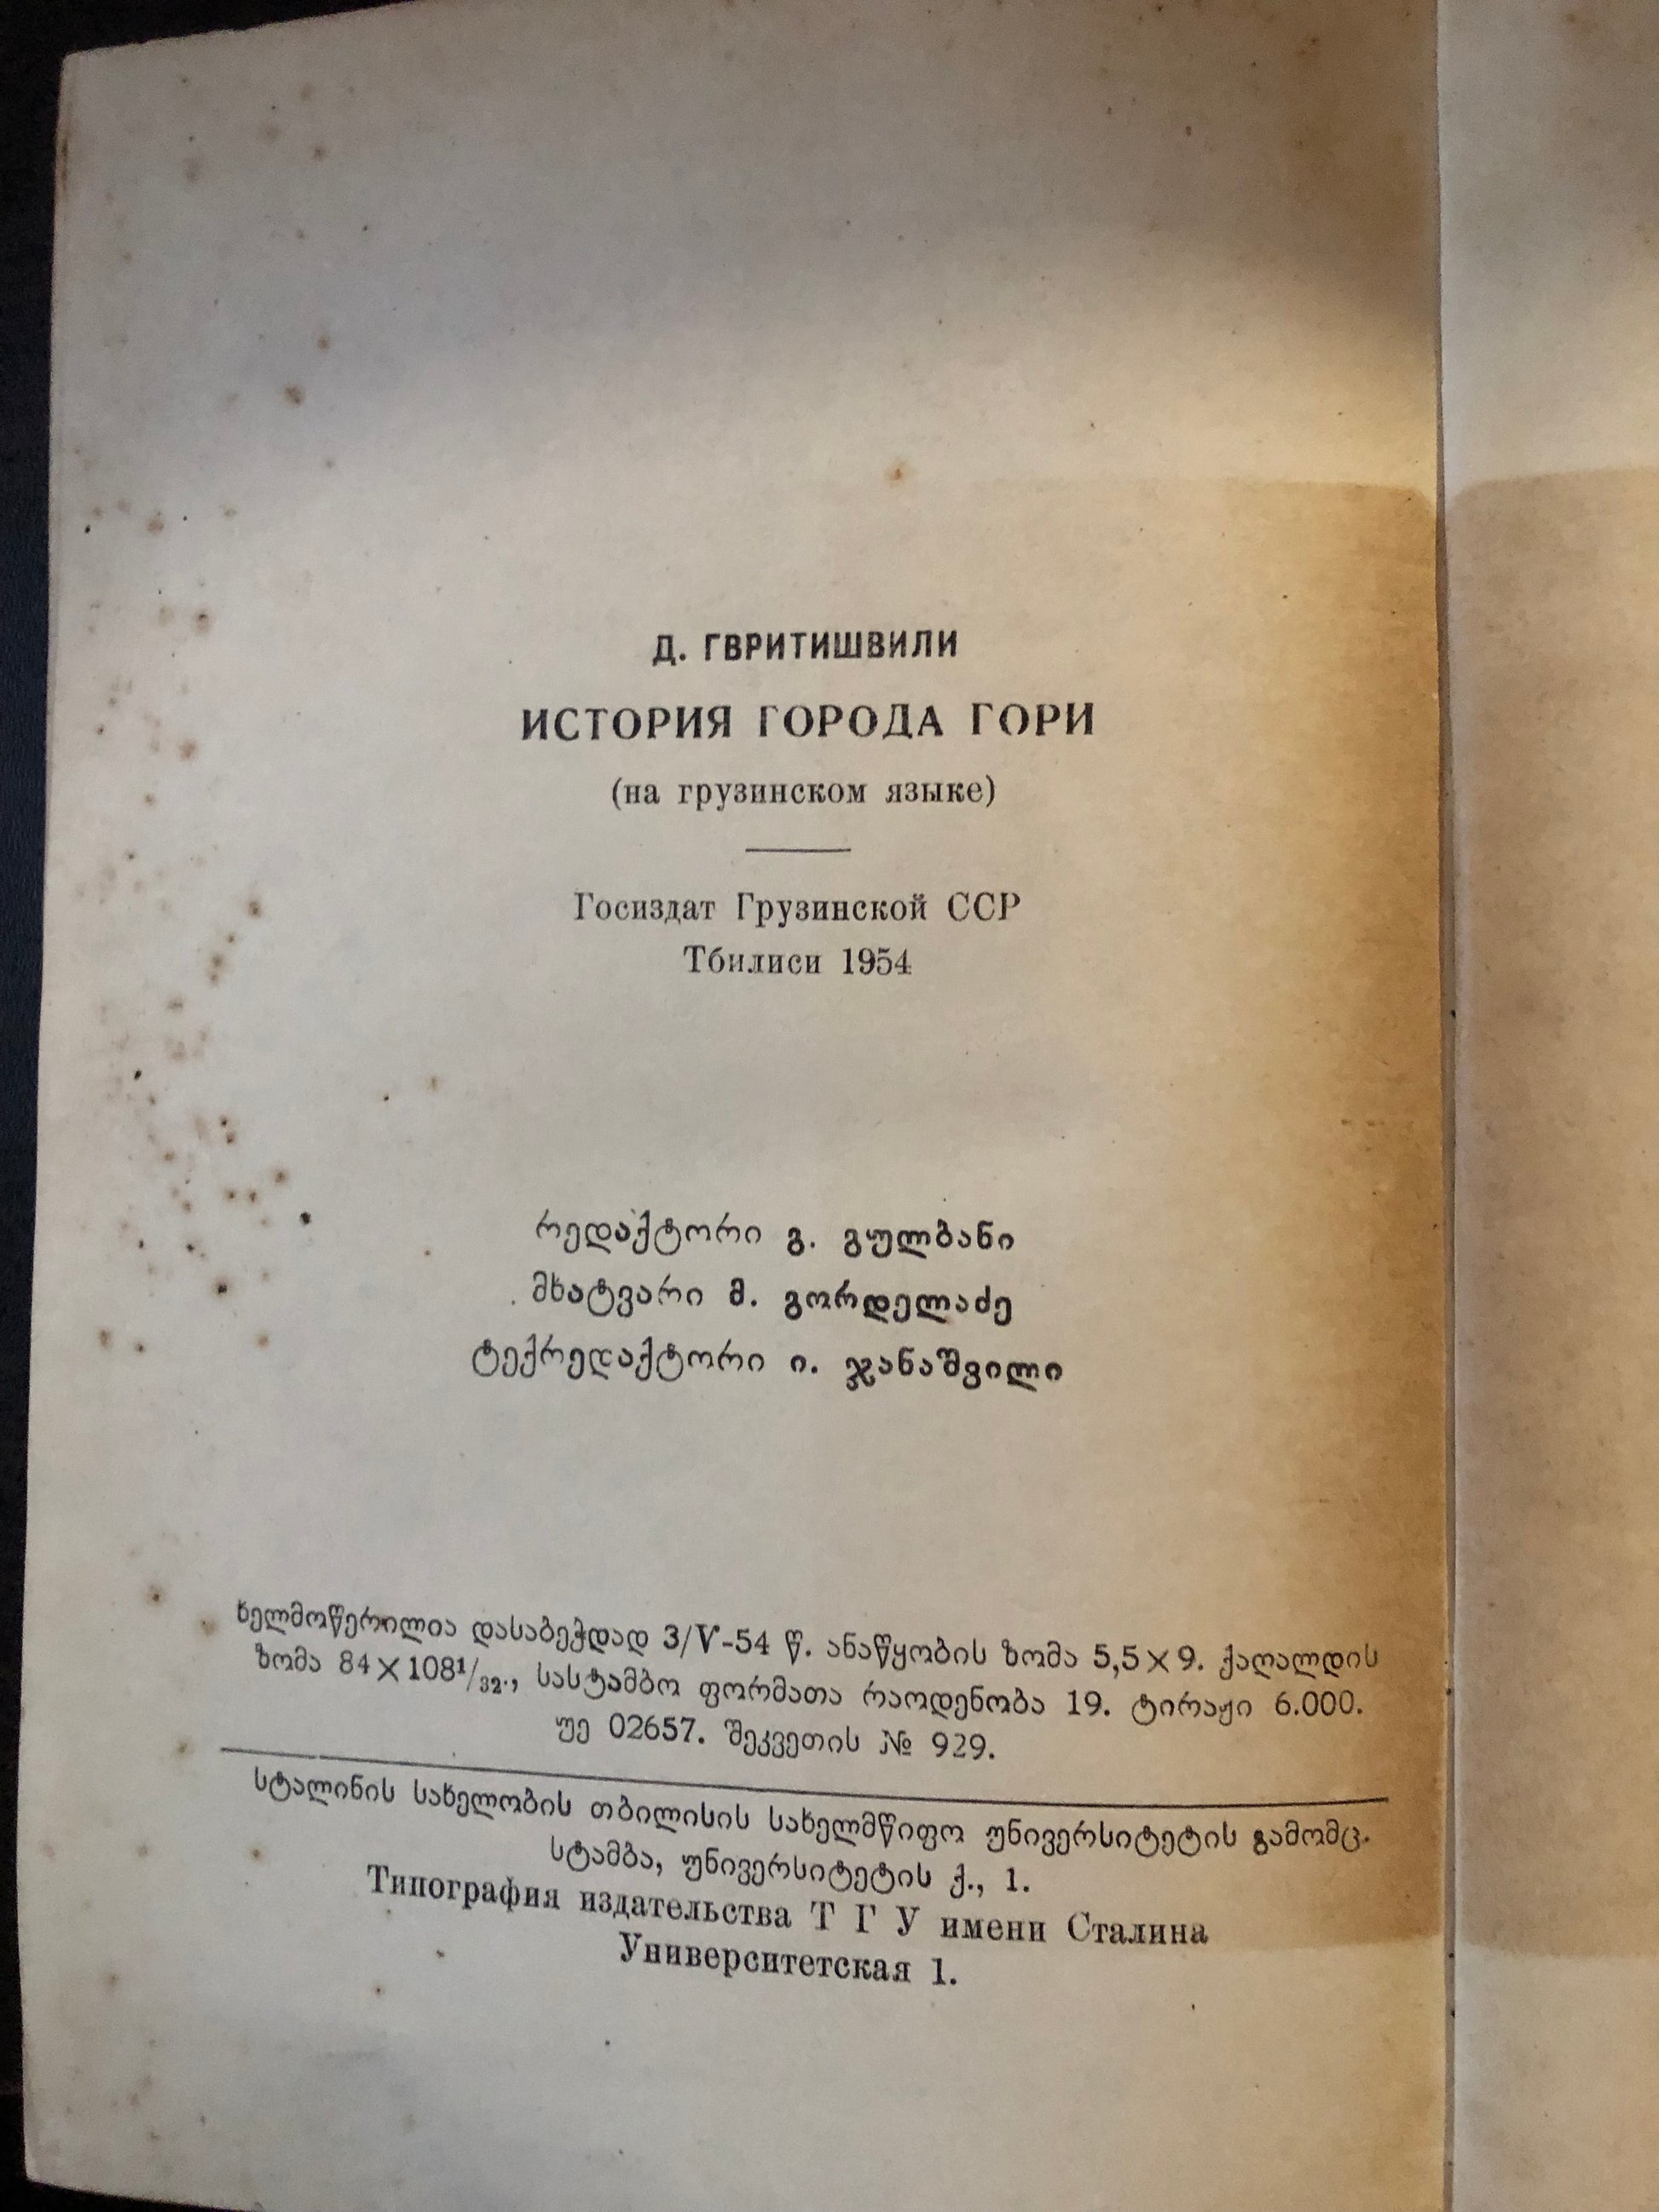 Д. ГВРИТИШВИЛИ
ИСТОРИЯ ГОРОДА ГОРИ
(на грузинском языке)
Госиздат Грузинской ССР
Тбилиси 1954
რედაქტორი გ. გულბანი
მხატვარი მ. გორდელაძე
ტექრედაქტორი ი. ჯანაშვილი
ხელმოწერილია დასაბეჭდად 3/V-54 წ. ანაწყობის ზომა 5,5×9. ქაღალდის
ზომა 84×108¹/₃₂., სასტამბო ფორმათა რაოდენობა 19. ტირაჟი 6.000.
უე 02657. შეკვეთის № 929.
სტალინის სახელობის თბილისის სახელმწიფო უნივერსიტეტის გამომც.
სტამბა, უნივერსიტეტის ქ., 1.
Типография издательства Т Г У имени Сталина
Университетская 1.